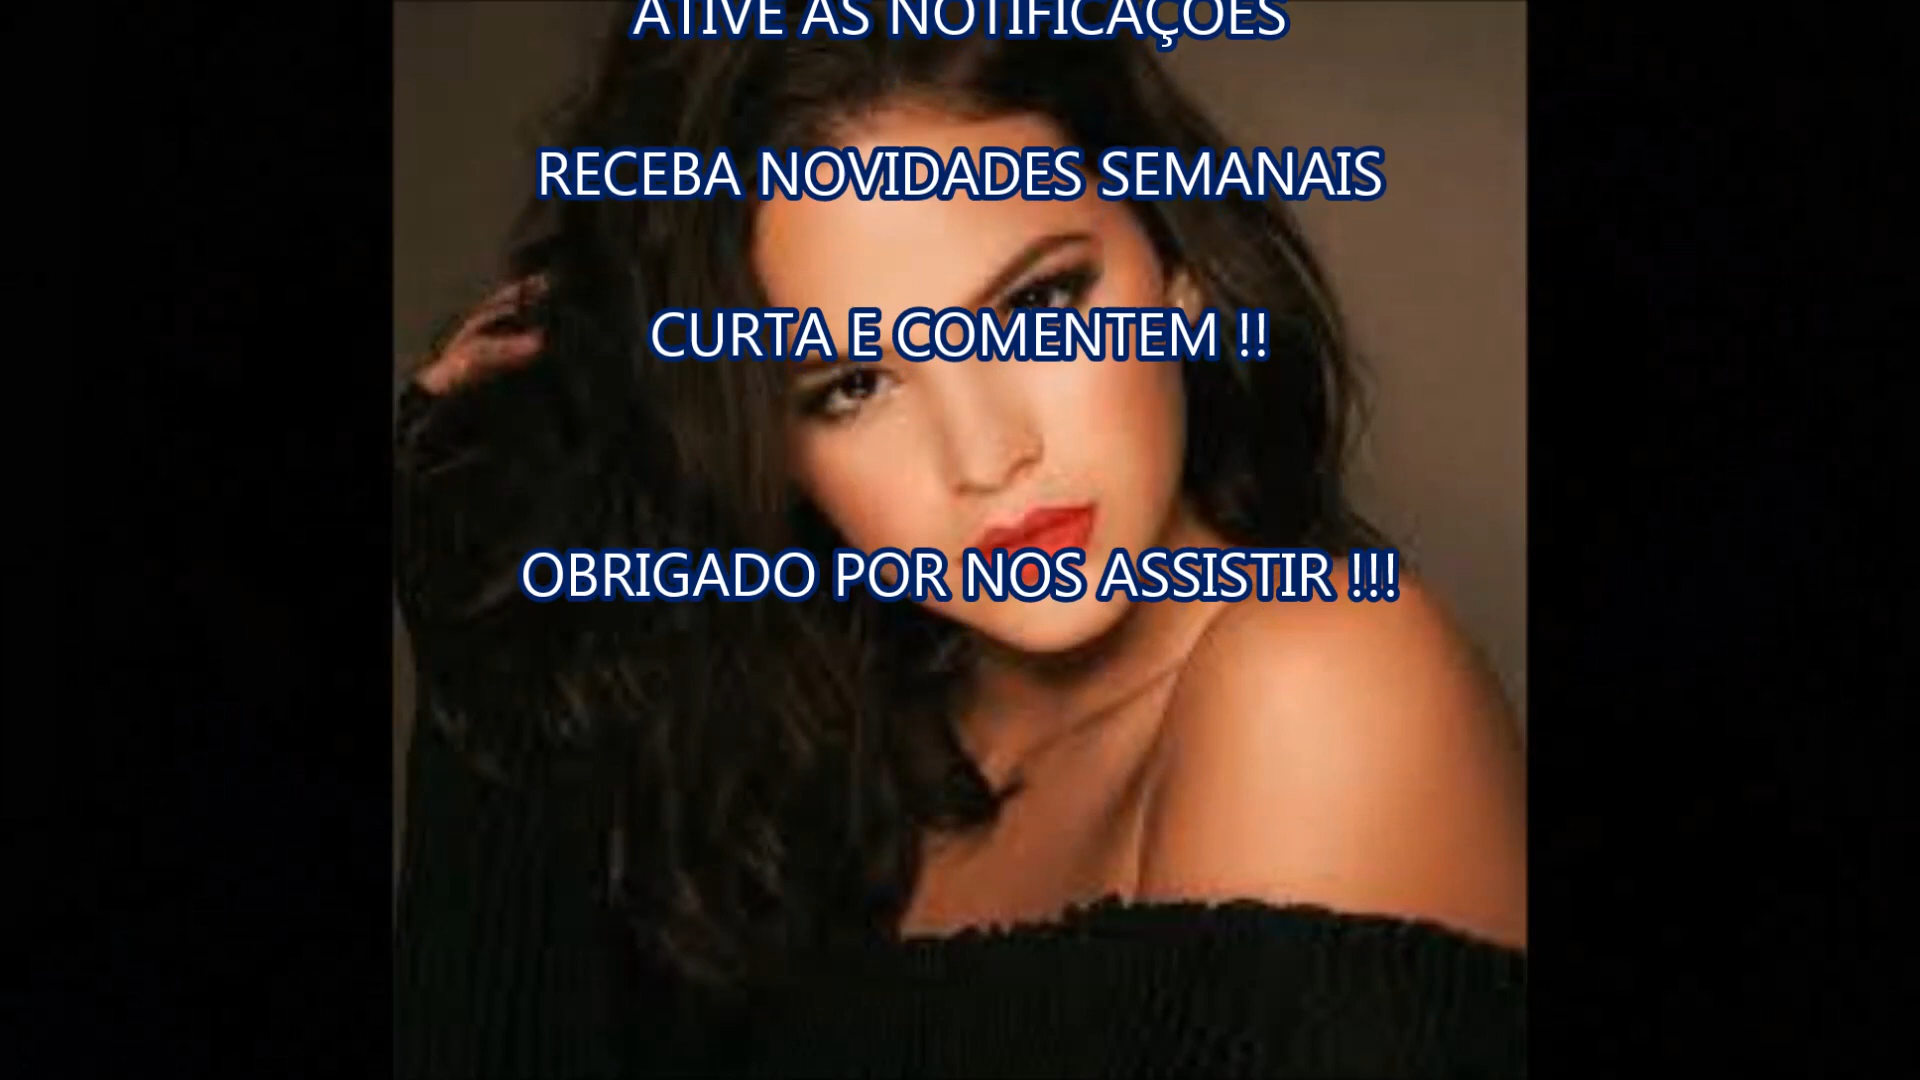 ATIVE AS NOTIFICAÇÕES
RECEBA NOVIDADES SEMANAIS
CURTA E COMENTEM !!
OBRIGADO POR NOS ASSISTIR !!!